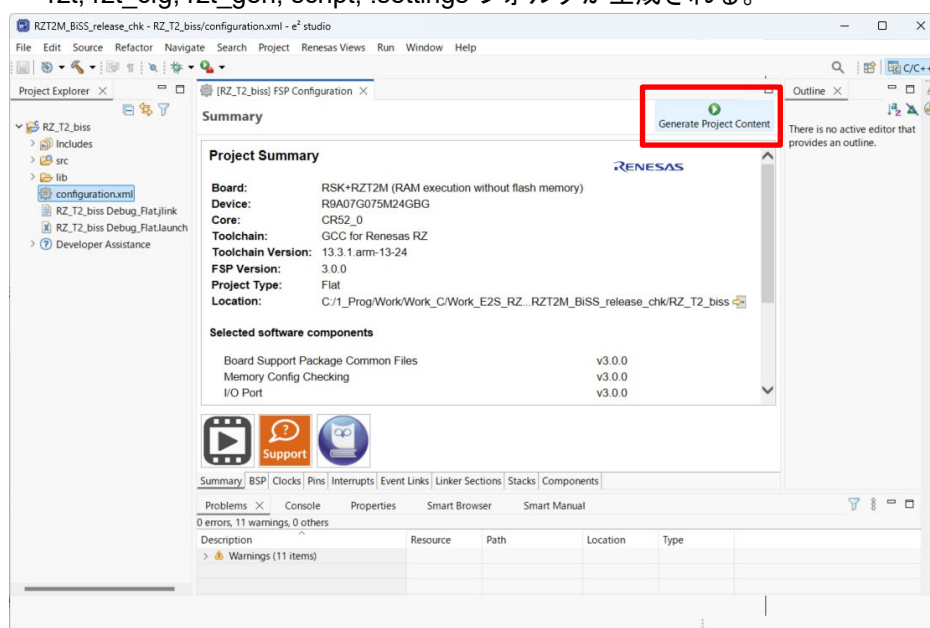 rzt, rzt_cfg, rzt_gen, script, .settings フォルダが生成される。
RZT2M_BiSS_release_chk - RZ_T2_biss/configuration.xml - e² studio
File Edit Source Refactor Navigate Search Project Renesas Views Run Window Help
C/C++
Project Explorer
[RZ_T2_biss] FSP Configuration
Outline
Summary
Generate Project Content
There is no active editor that
provides an outline.
RZ_T2_biss
Includes
src
lib
configuration.xml
RZ_T2_biss Debug_Flat.jlink
RZ_T2_biss Debug_Flat.launch
Developer Assistance
Project Summary
RENESAS
Board: RSK+RZT2M (RAM execution without flash memory)
Device: R9A07G075M24GBG
Core: CR52_0
Toolchain: GCC for Renesas RZ
Toolchain Version: 13.3.1.arm-13-24
FSP Version: 3.0.0
Project Type: Flat
Location: C:/1_Prog/Work/Work_C/Work_E2S_RZ...RZT2M_BiSS_release_chk/RZ_T2_biss
Selected software components
Board Support Package Common Files v3.0.0
Memory Config Checking v3.0.0
I/O Port v3.0.0
Support
Summary BSP Clocks Pins Interrupts Event Links Linker Sections Stacks Components
Problems Console Properties Smart Browser Smart Manual
0 errors, 11 warnings, 0 others
Description Resource Path Location Type
Warnings (11 items)